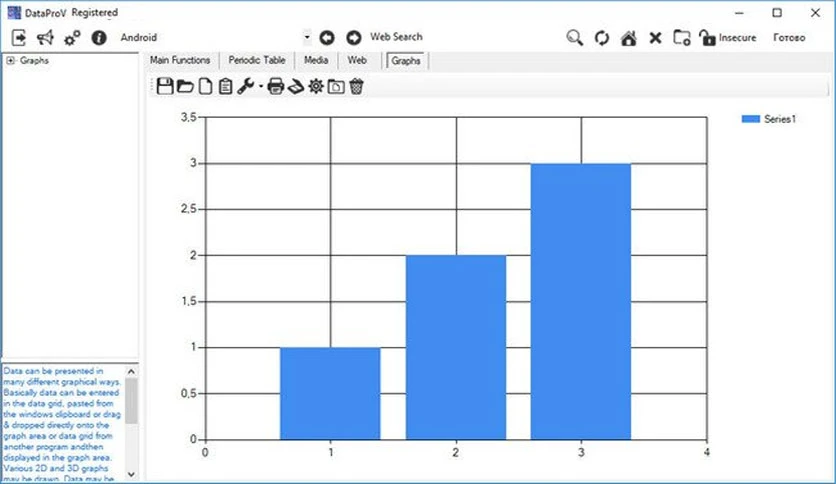 DataProV Registered
Android
Web Search
Insecure
Готово
Graphs
Main Functions
Periodic Table
Media
Web
Graphs
3,5
3
2,5
2
1,5
1
0,5
0
0
1
2
3
4
Series1
Data can be presented in
many different graphical ways.
Basically data can be entered
in the data grid, pasted from
the windows clipboard or drag
& dropped directly onto the
graph area or data grid from
another program andthen
displayed in the graph area.
Various 2D and 3D graphs
may be drawn. Data may be